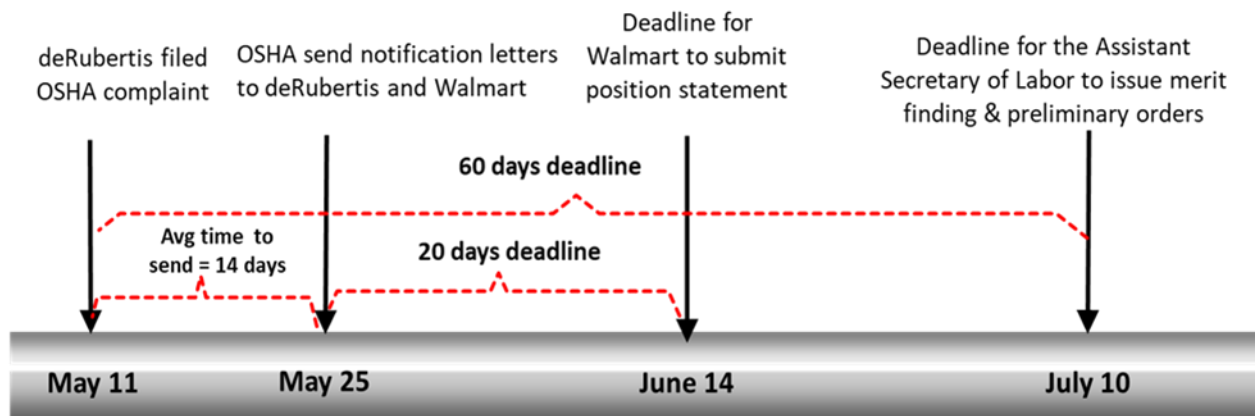 deRubertis filed
OSHA complaint
OSHA send notification letters
to deRubertis and Walmart
Deadline for
Walmart to submit
position statement
Deadline for the Assistant
Secretary of Labor to issue merit
finding & preliminary orders
60 days deadline
Avg time to
send = 14 days
20 days deadline
May 11
May 25
June 14
July 10